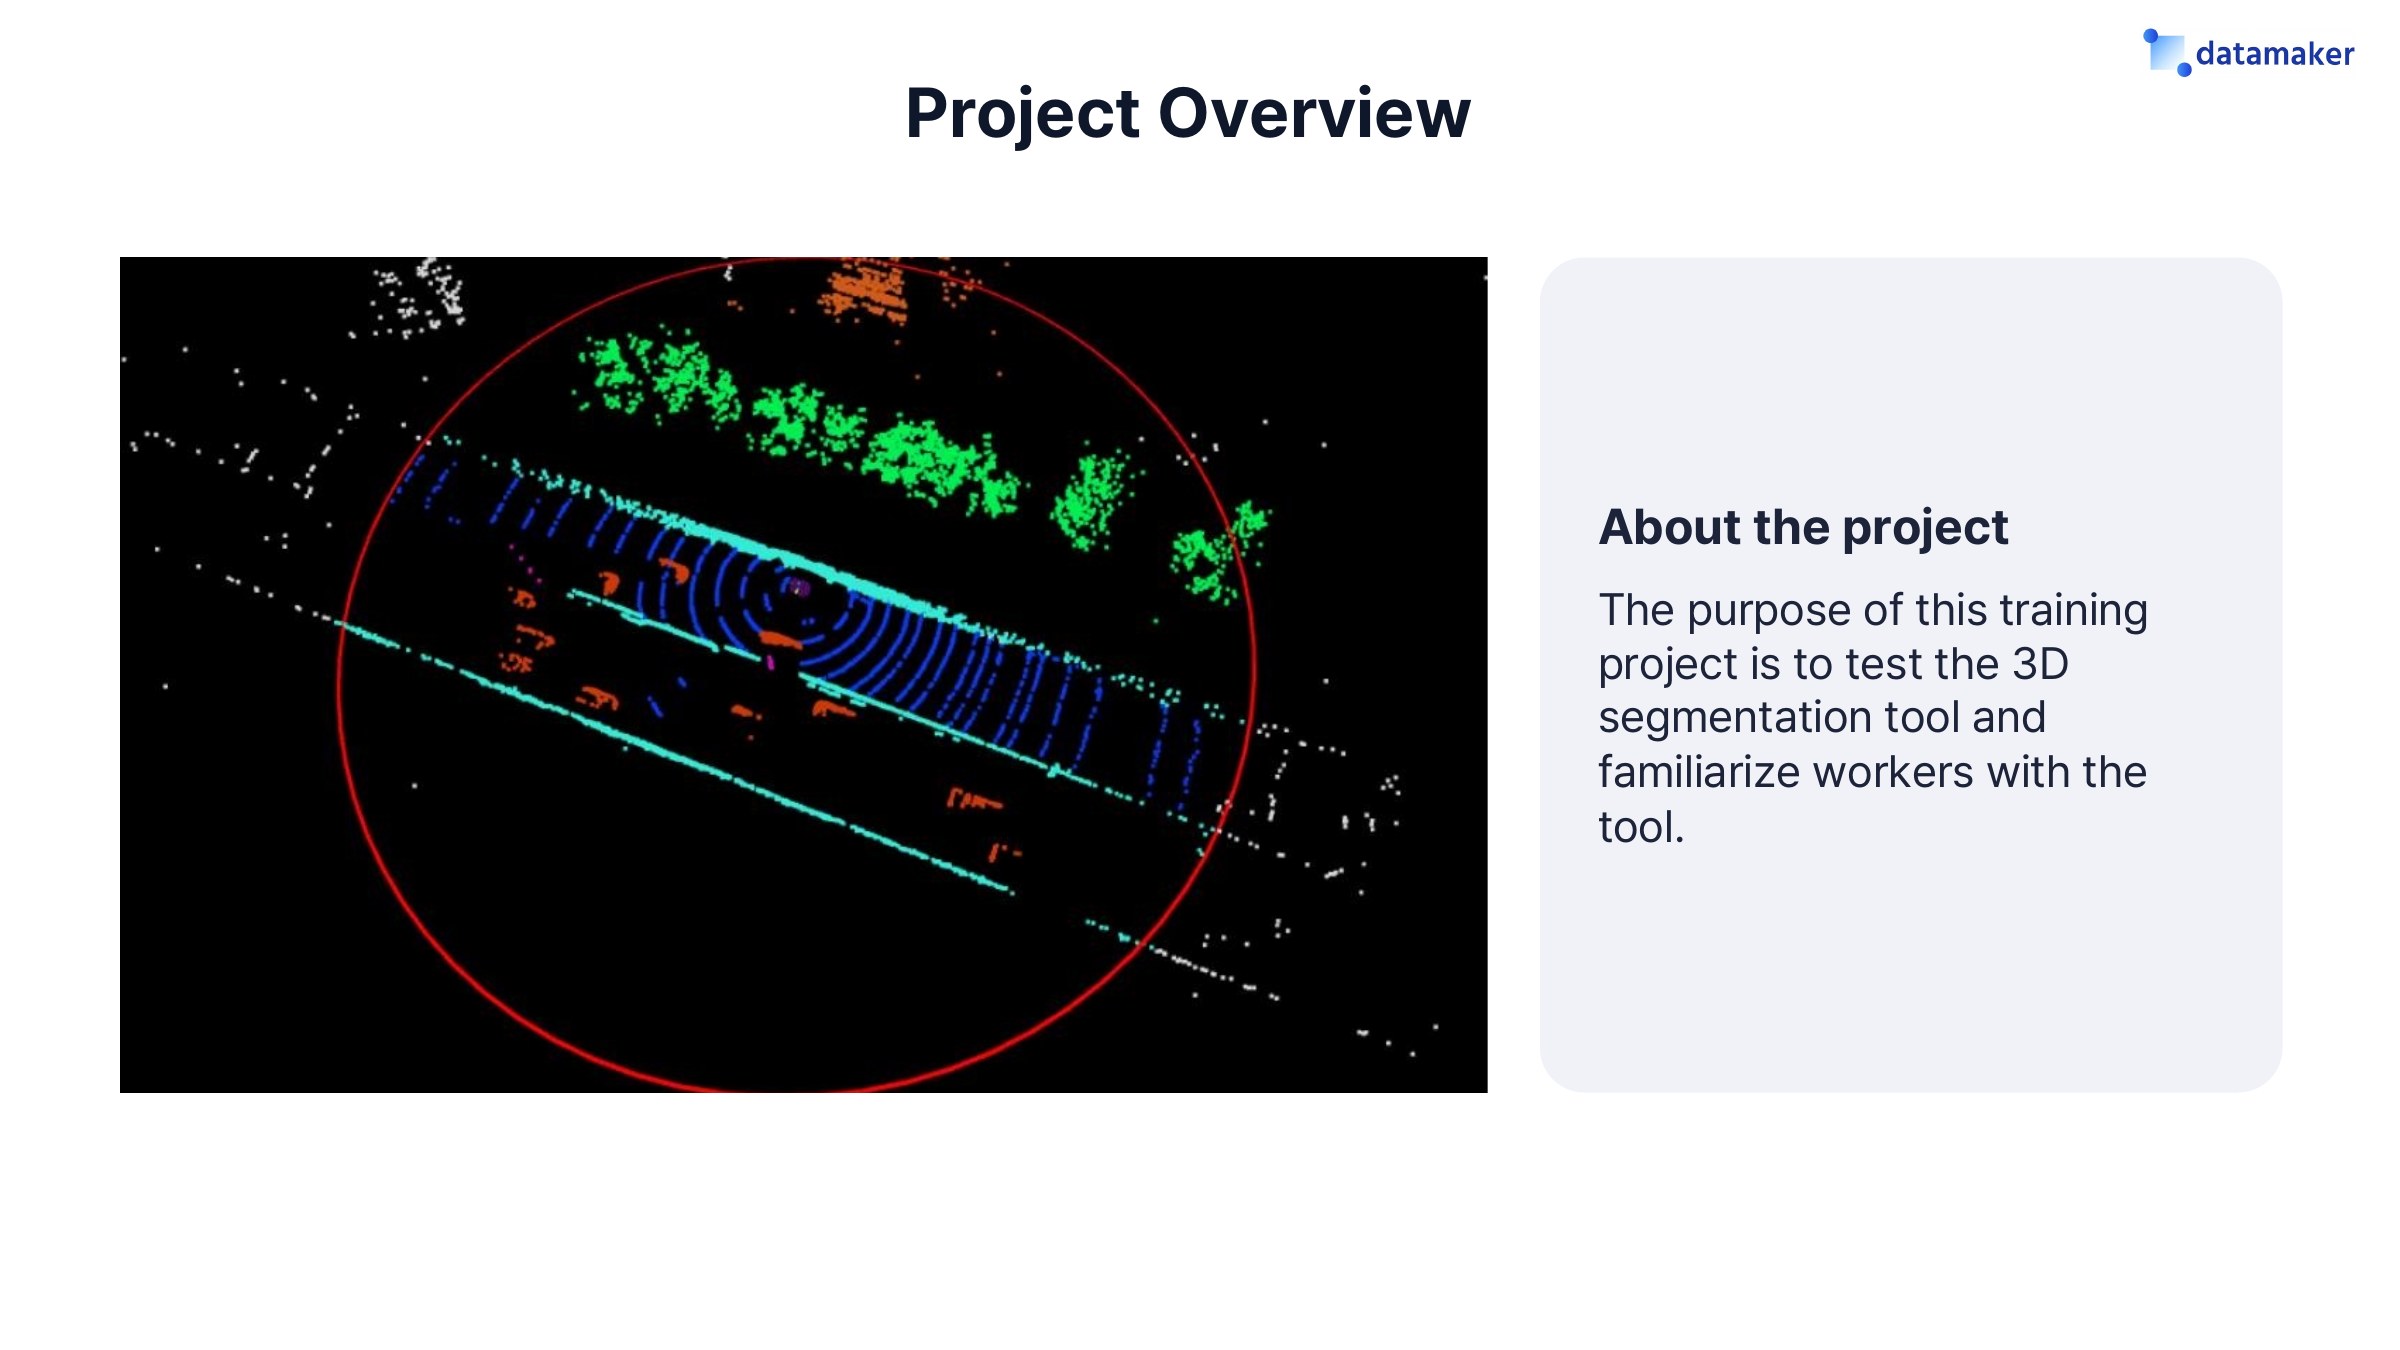 datamaker
Project Overview
About the project
The purpose of this training
project is to test the 3D
segmentation tool and
familiarize workers with the
tool.